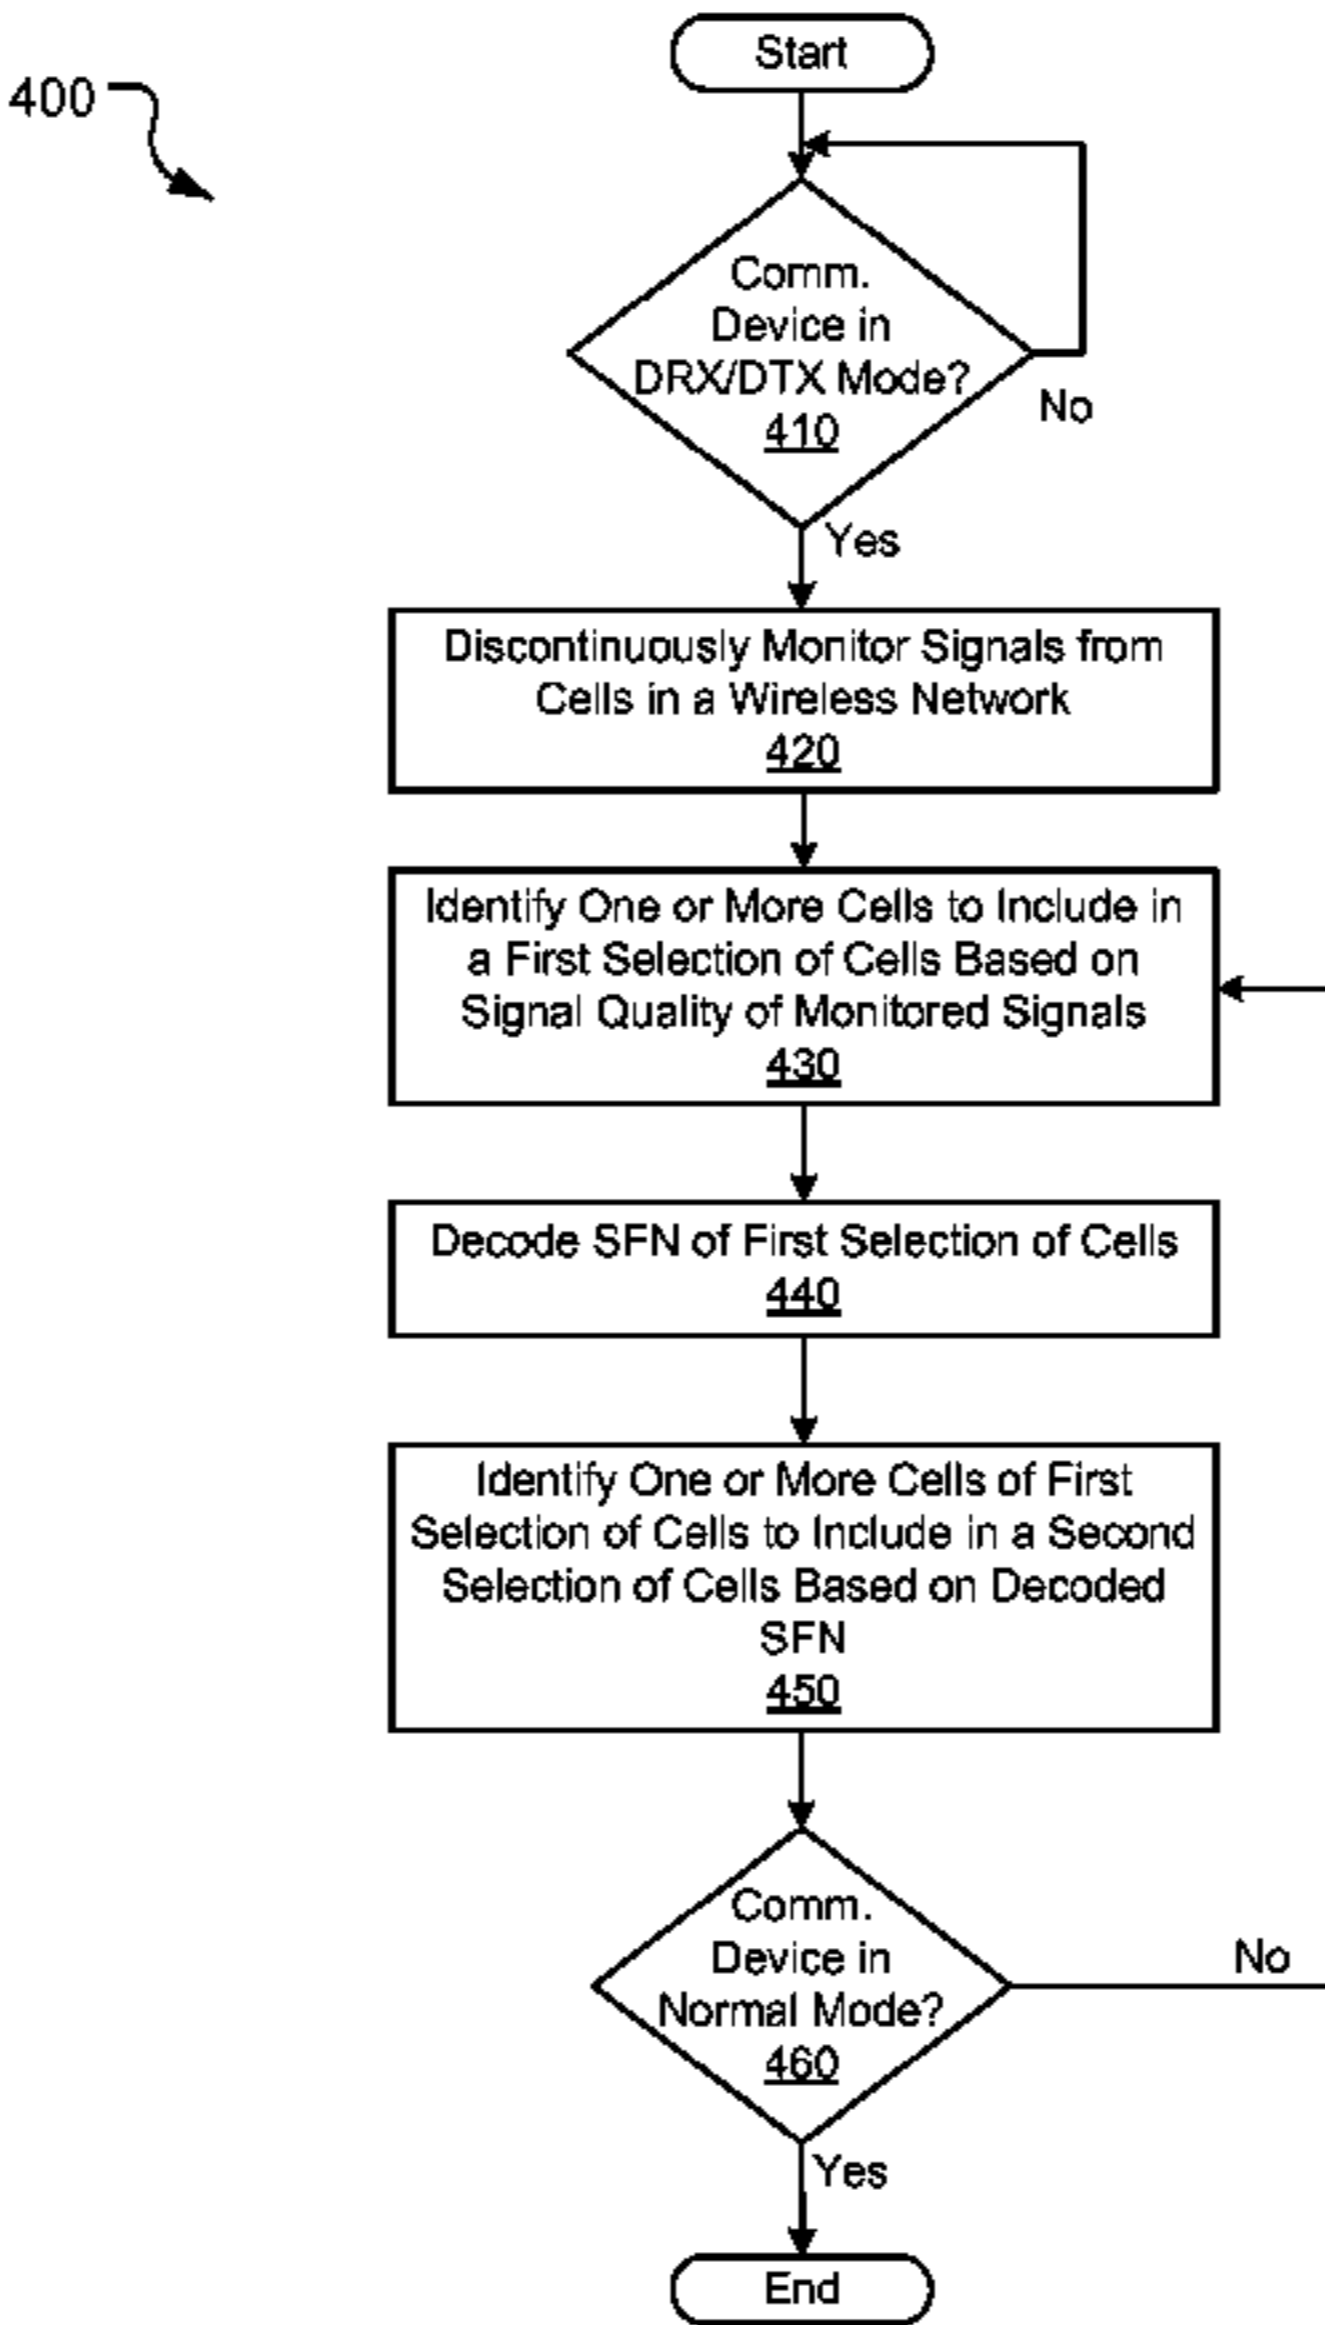 400
Start
Comm.
Device in
DRX/DTX Mode?
410
No
Yes
Discontinuously Monitor Signals from
Cells in a Wireless Network
420
Identify One or More Cells to Include in
a First Selection of Cells Based on
Signal Quality of Monitored Signals
430
Decode SFN of First Selection of Cells
440
Identify One or More Cells of First
Selection of Cells to Include in a Second
Selection of Cells Based on Decoded
SFN
450
Comm.
Device in
Normal Mode?
460
No
Yes
End